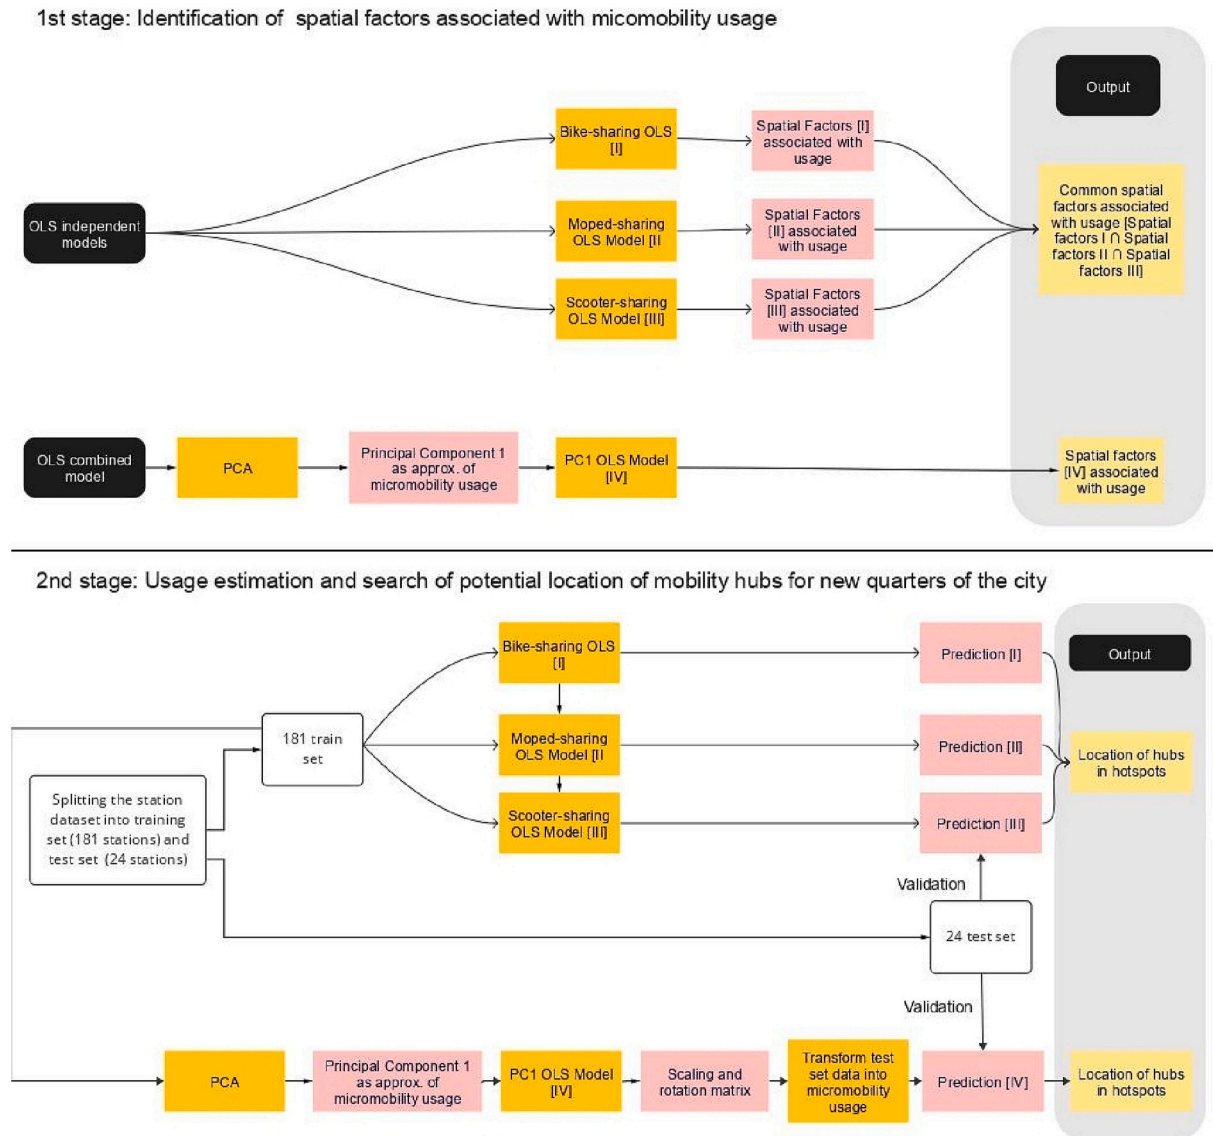 1st stage: Identification of spatial factors associated with micomobility usage
Output
Bike-sharing OLS
[I]
Spatial Factors [I]
associated with
usage
OLS independent
models
Moped-sharing
OLS Model [II
Spatial Factors
[II] associated
with usage
Common spatial
factors associated
with usage [Spatial
factors I ∩ Spatial
factors II ∩ Spatial
factors III]
Scooter-sharing
OLS Model [III]
Spatial Factors
[III] associated
with usage
OLS combined
model
PCA
Principal Component 1
as approx. of
micromobility usage
PC1 OLS Model
[IV]
Spatial factors
[IV] associated
with usage
2nd stage: Usage estimation and search of potential location of mobility hubs for new quarters of the city
Bike-sharing OLS
[I]
Prediction [I]
Output
181 train
set
Moped-sharing
OLS Model [II
Prediction [II]
Location of hubs
in hotspots
Splitting the station
dataset into training
set (181 stations) and
test set (24 stations)
Scooter-sharing
OLS Model [III]
Prediction [III]
Validation
24 test set
Validation
PCA
Principal Component 1
as approx. of
micromobility usage
PC1 OLS Model
[IV]
Scaling and
rotation matrix
Transform test
set data into
micromobility
usage
Prediction [IV]
Location of hubs
in hotspots